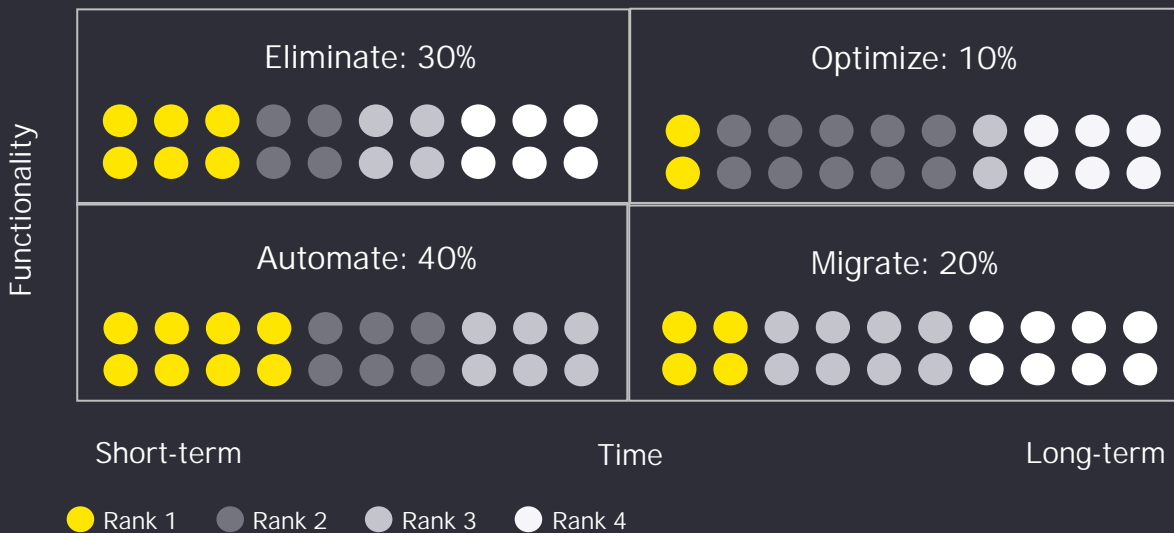 Eliminate: 30%
Optimize: 10%
Functionality
Automate: 40%
Migrate: 20%
Short-term
Time
Long-term
Rank 1
Rank 2
Rank 3
Rank 4